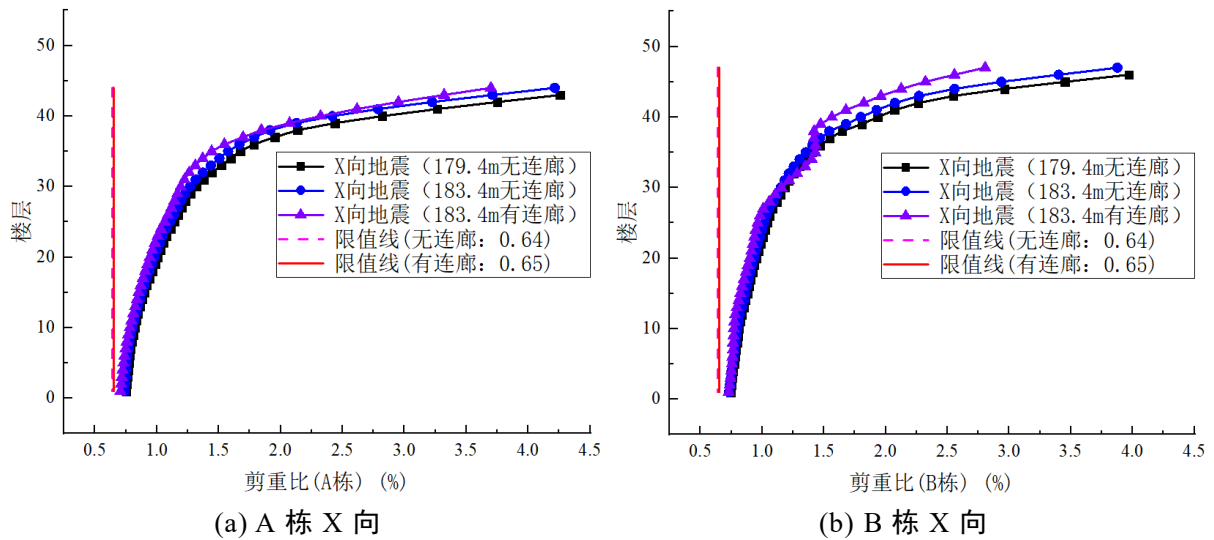 50
40
30
20
10
0
楼层
X向地震（179.4m无连廊）
X向地震（183.4m无连廊）
X向地震（183.4m有连廊）
限值线(无连廊：0.64)
限值线(有连廊：0.65)
0.5 1.0 1.5 2.0 2.5 3.0 3.5 4.0 4.5
剪重比(A栋) (%)
(a) A 栋 X 向
50
40
30
20
10
0
楼层
X向地震（179.4m无连廊）
X向地震（183.4m无连廊）
X向地震（183.4m有连廊）
限值线(无连廊：0.64)
限值线(有连廊：0.65)
0.5 1.0 1.5 2.0 2.5 3.0 3.5 4.0 4.5
剪重比(B栋) (%)
(b) B 栋 X 向